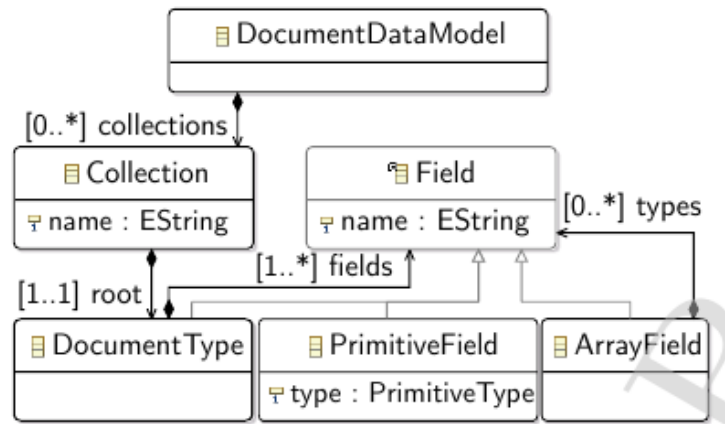 DocumentDataModel
[0..*] collections
Collection
name : EString
Field
name : EString
[0..*] types
[1..*] fields
[1..1] root
DocumentType
PrimitiveField
type : PrimitiveType
ArrayField